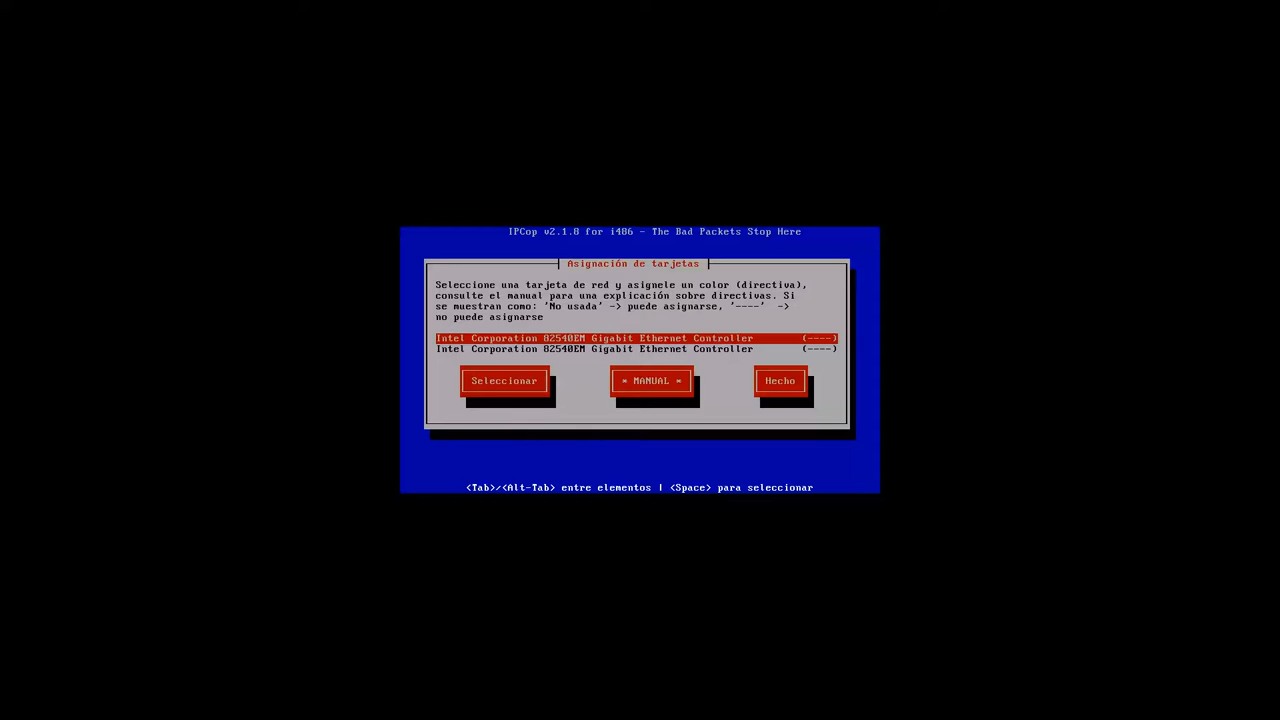 IPCop v2.1.8 for i486 - The Bad Packets Stop Here
Asignación de tarjetas
Seleccione una tarjeta de red y asignele un color (directiva),
consulte el manual para una explicación sobre directivas. Si
se muestran como: 'No usada' -> puede asignarse, '----' ->
no puede asignarse
Intel Corporation 82540EM Gigabit Ethernet Controller (----)
Intel Corporation 82540EM Gigabit Ethernet Controller (----)
Seleccionar * MANUAL * Hecho
<Tab>/<Alt-Tab> entre elementos | <Space> para seleccionar